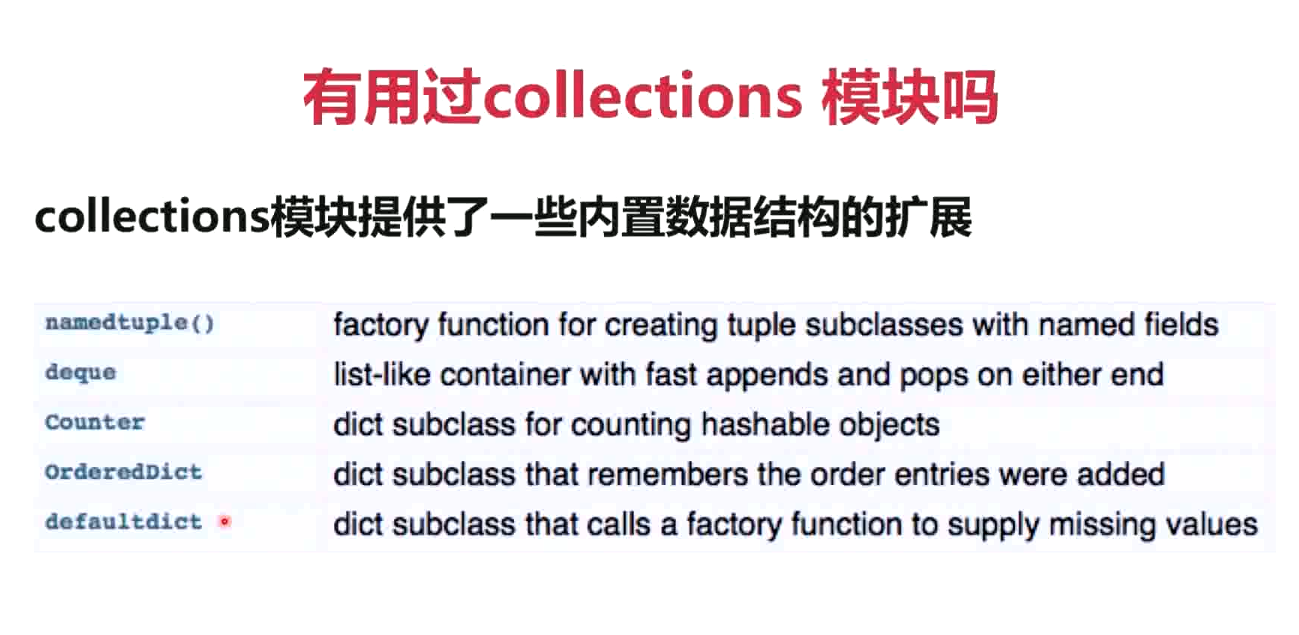 有用过collections 模块吗
collections模块提供了一些内置数据结构的扩展
namedtuple() factory function for creating tuple subclasses with named fields
deque list-like container with fast appends and pops on either end
Counter dict subclass for counting hashable objects
OrderedDict dict subclass that remembers the order entries were added
defaultdict dict subclass that calls a factory function to supply missing values